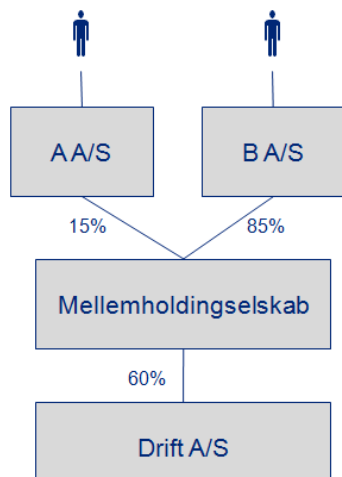 A A/S
B A/S
15%
85%
Mellemholdingselskab
60%
Drift A/S